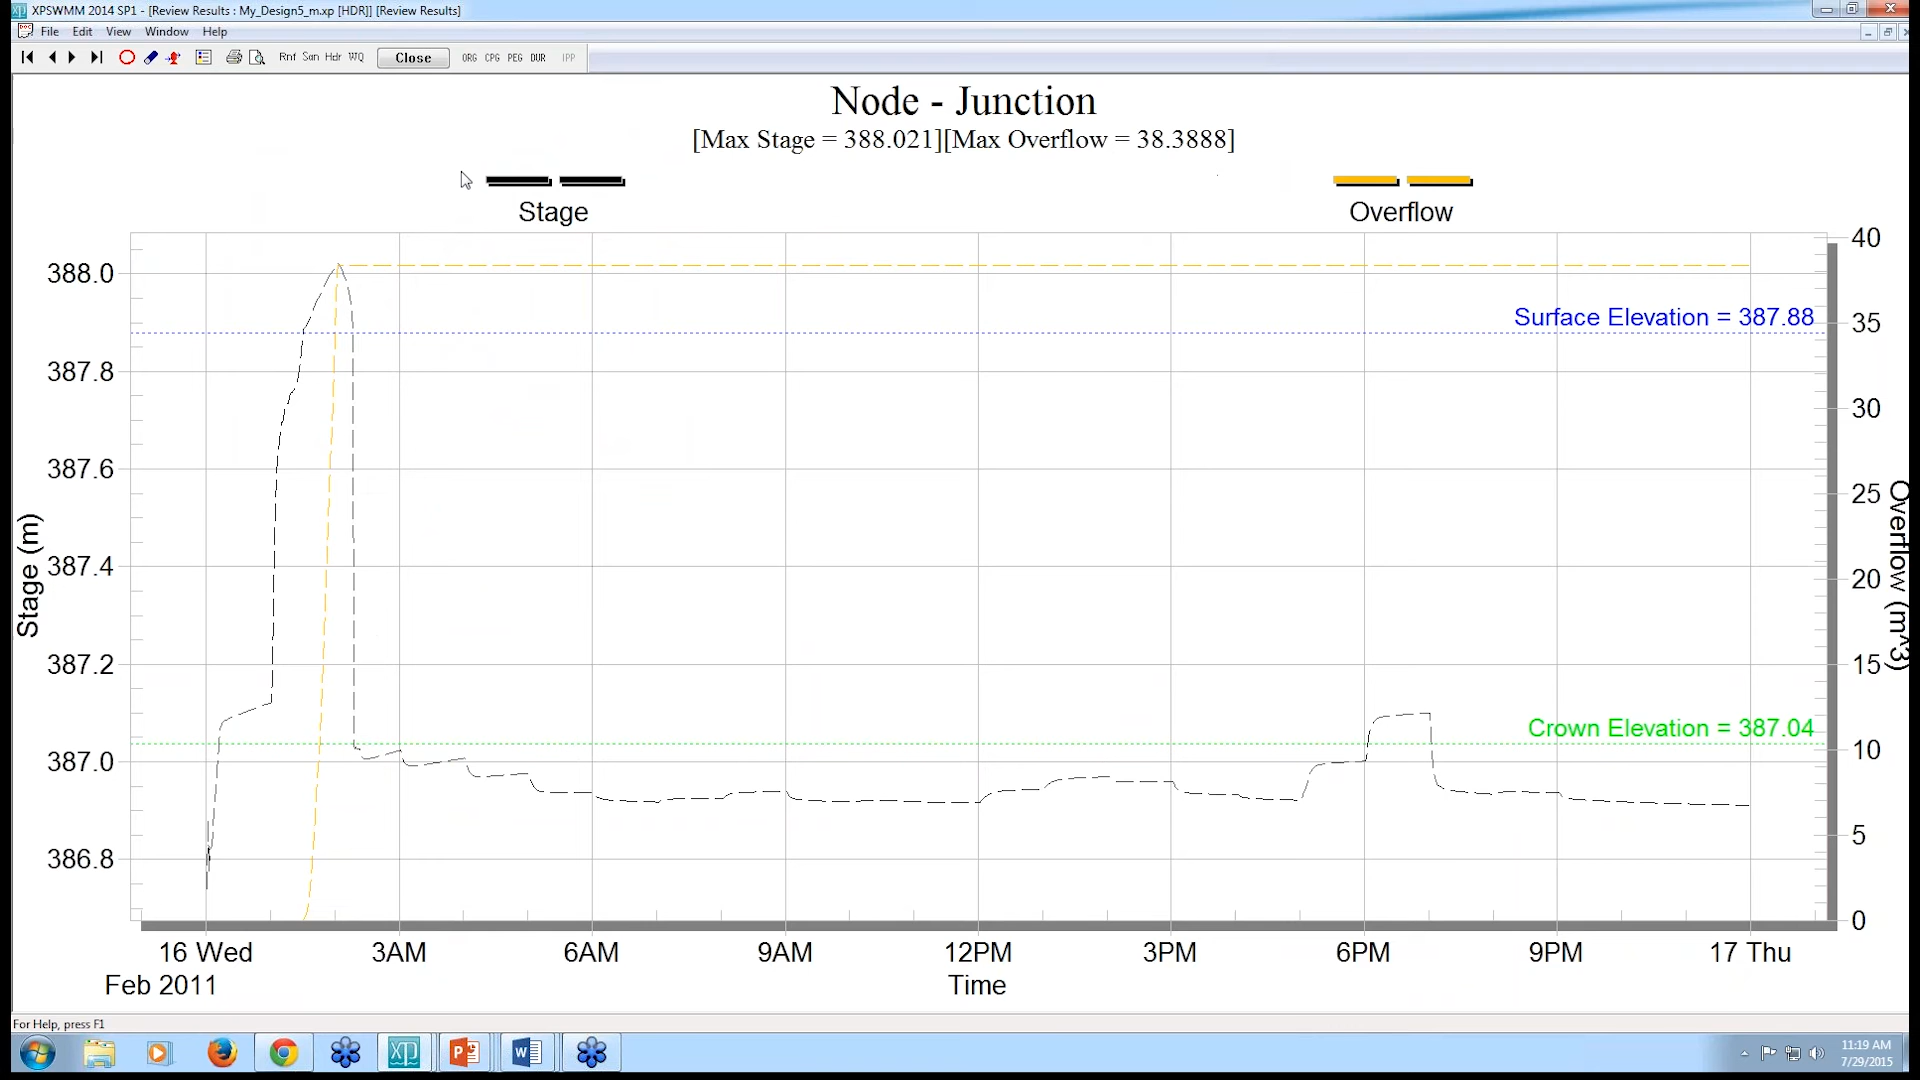 XPSWMM 2014 SP1 - [Review Results : My_Design5_m.xp [HDR]] [Review Results]
File Edit View Window Help
Rnf San Hdr WQ Close ORG CPG PEG DUR IPP
Node - Junction
[Max Stage = 388.021][Max Overflow = 38.3888]
Stage Overflow
40
388.0
Surface Elevation = 387.88
35
387.8
30
387.6
25
387.4
20
387.2
15
Crown Elevation = 387.04
387.0
10
5
386.8
0
Stage (m)
Overflow (m^3)
16 Wed 3AM 6AM 9AM 12PM 3PM 6PM 9PM 17 Thu
Feb 2011 Time
For Help, press F1
11:19 AM
7/29/2015